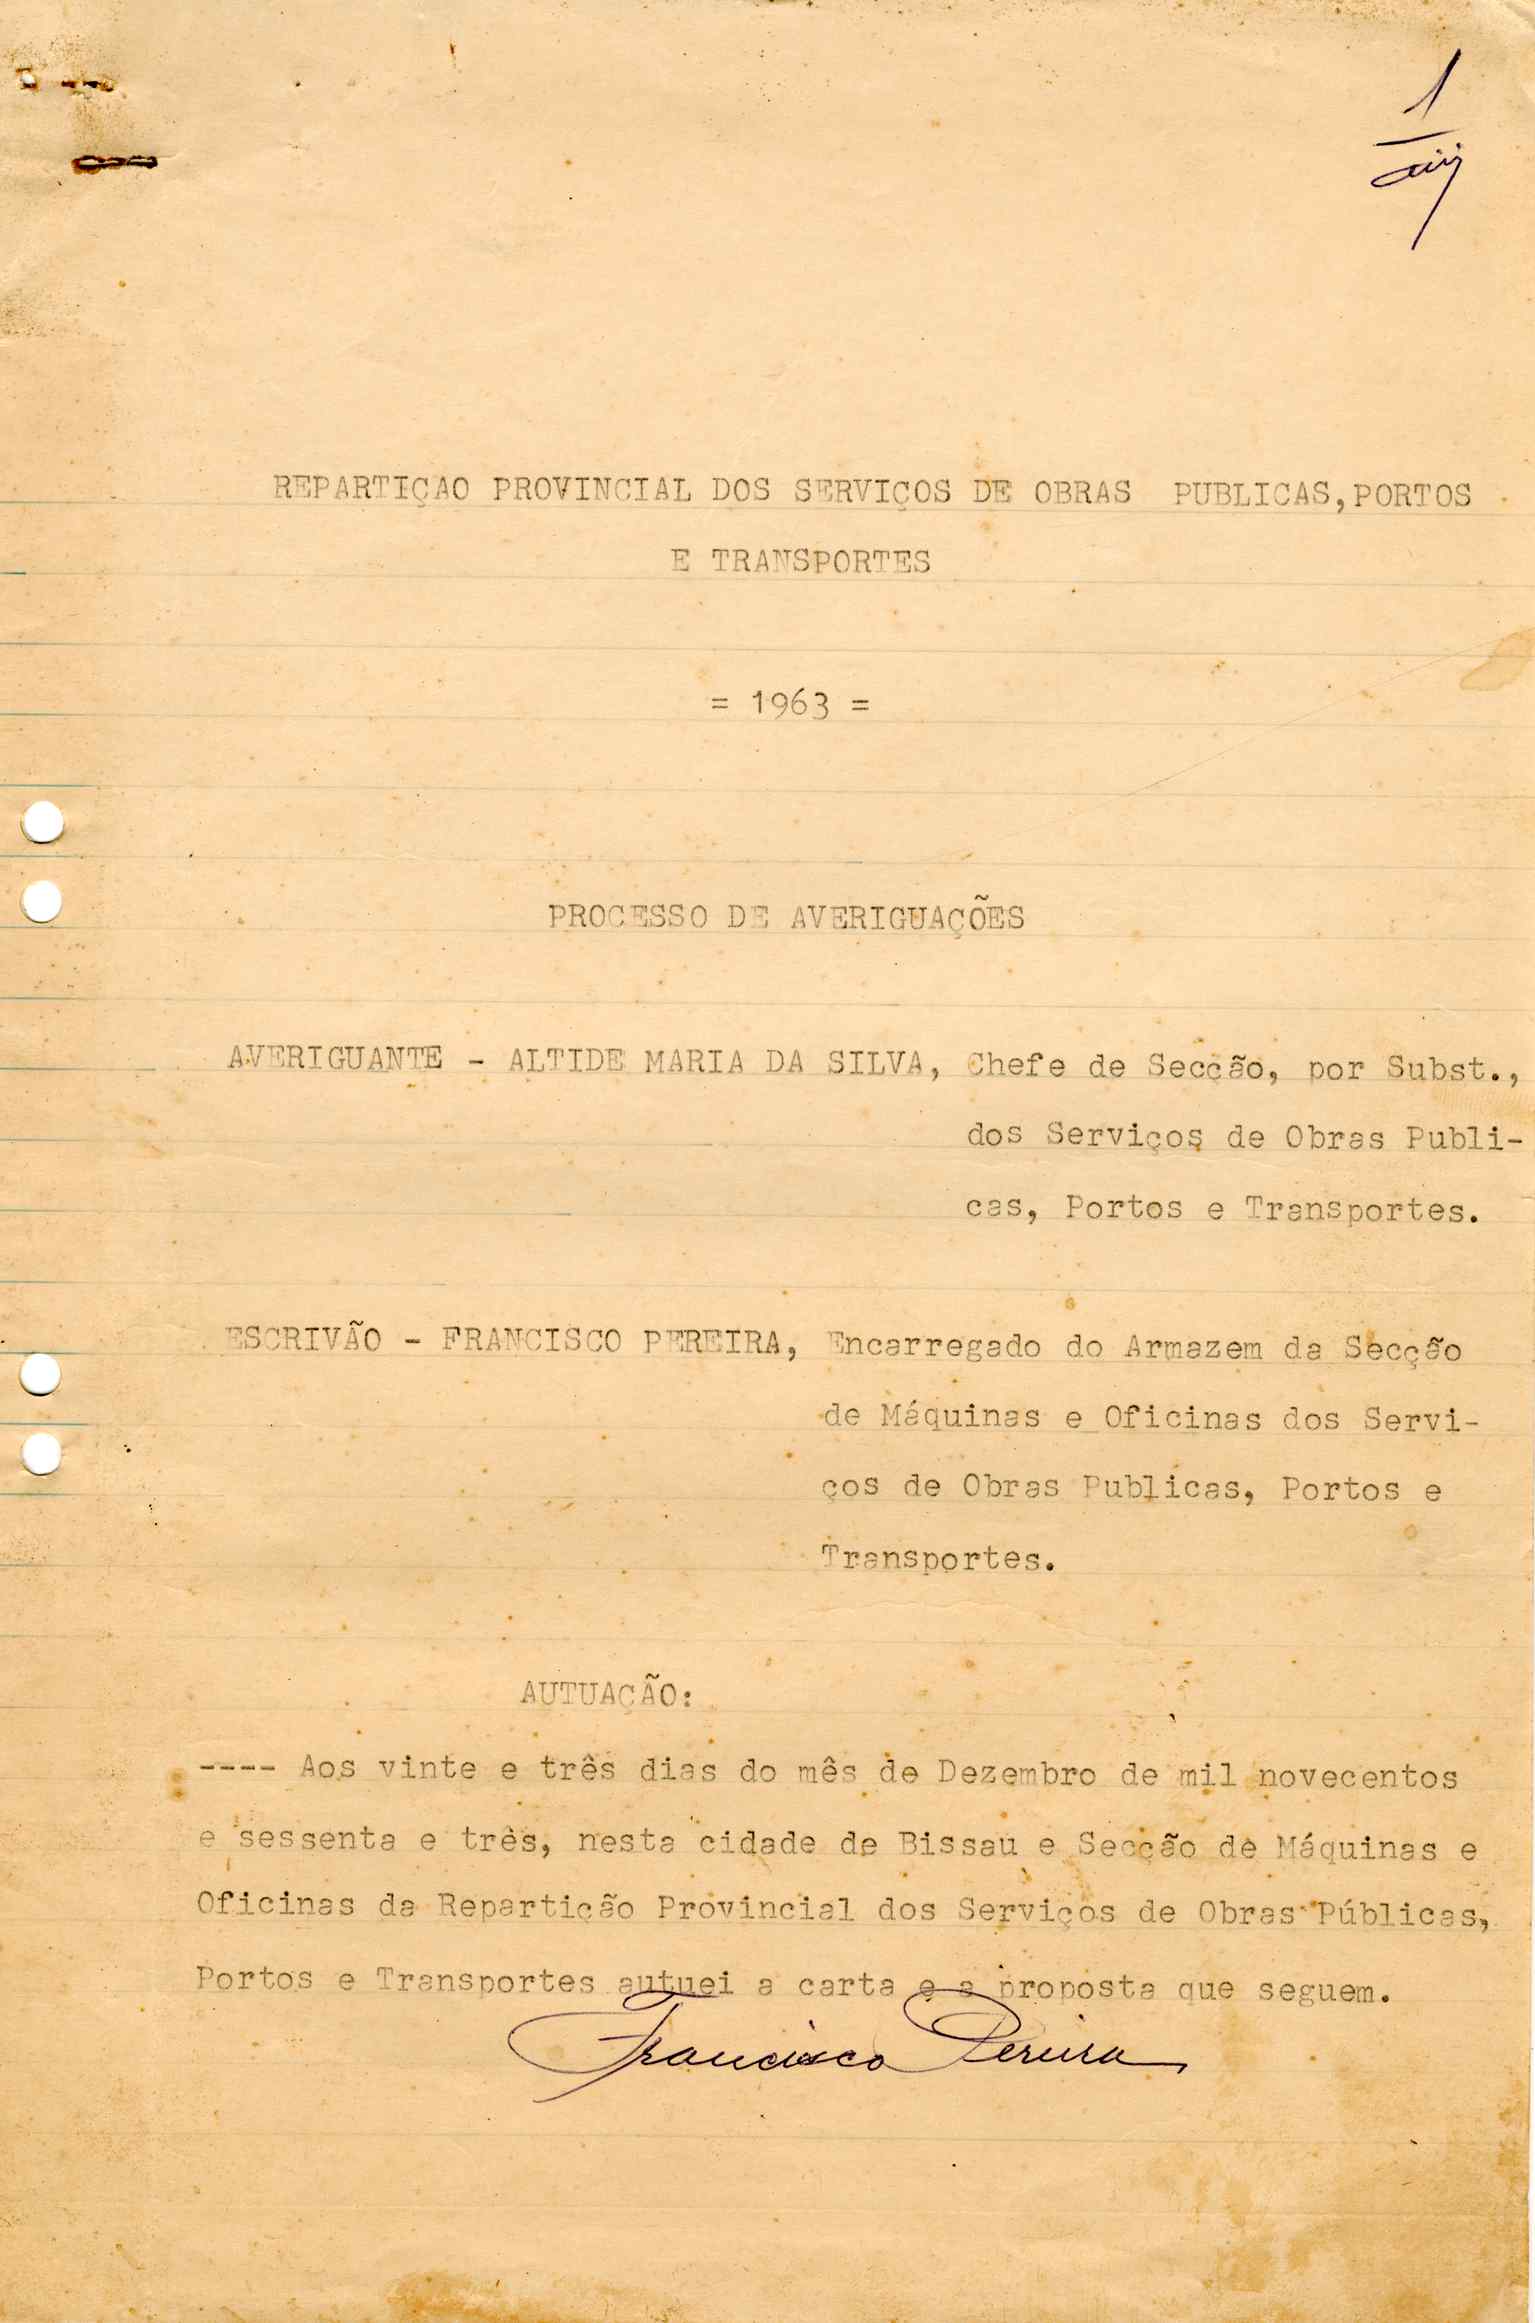 1
REPARTIÇAO PROVINCIAL DOS SERVIÇOS DE OBRAS PUBLICAS, PORTOS
E TRANSPORTES
= 1963 =
PROCESSO DE AVERIGUAÇÕES
AVERIGUANTE - ALTIDE MARIA DA SILVA, Chefe de Secção, por Subst.,
dos Serviços de Obras Publi-
cas, Portos e Transportes.
ESCRIVÃO - FRANCISCO PEREIRA, Encarregado do Armazem da Secção
de Máquinas e Oficinas dos Servi-
ços de Obras Publicas, Portos e
Transportes.
AUTUAÇÃO:
---- Aos vinte e três dias do mês de Dezembro de mil novecentos
e sessenta e três, nesta cidade de Bissau e Secção de Máquinas e
Oficinas da Repartição Provincial dos Serviços de Obras Públicas,
Portos e Transportes autuei a carta e a proposta que seguem.
Francisco Pereira